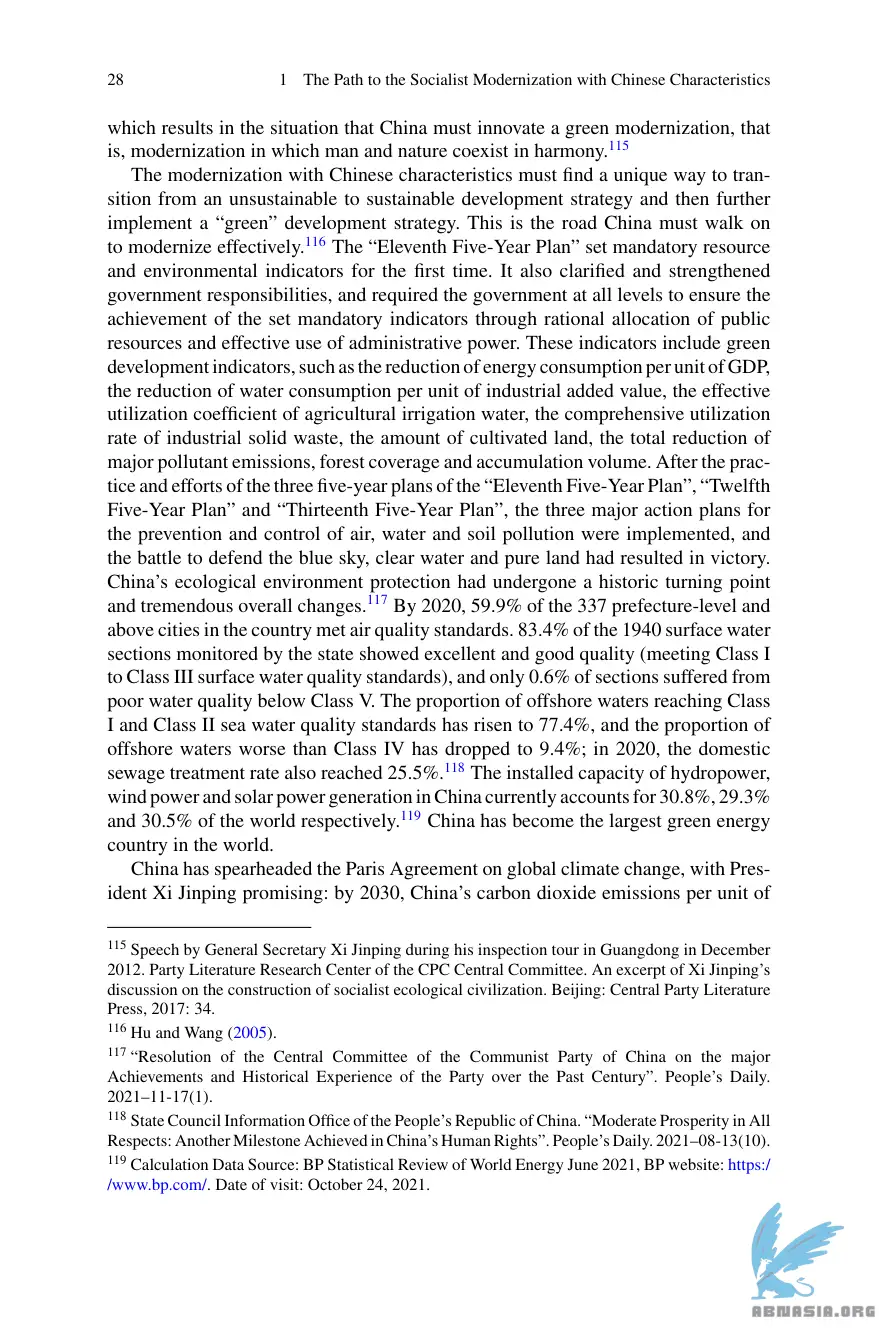 28 1 The Path to the Socialist Modernization with Chinese Characteristics
which results in the situation that China must innovate a green modernization, that
is, modernization in which man and nature coexist in harmony.115
The modernization with Chinese characteristics must find a unique way to tran-
sition from an unsustainable to sustainable development strategy and then further
implement a “green” development strategy. This is the road China must walk on
to modernize effectively.116 The “Eleventh Five-Year Plan” set mandatory resource
and environmental indicators for the first time. It also clarified and strengthened
government responsibilities, and required the government at all levels to ensure the
achievement of the set mandatory indicators through rational allocation of public
resources and effective use of administrative power. These indicators include green
development indicators, such as the reduction of energy consumption per unit of GDP,
the reduction of water consumption per unit of industrial added value, the effective
utilization coefficient of agricultural irrigation water, the comprehensive utilization
rate of industrial solid waste, the amount of cultivated land, the total reduction of
major pollutant emissions, forest coverage and accumulation volume. After the prac-
tice and efforts of the three five-year plans of the “Eleventh Five-Year Plan”, “Twelfth
Five-Year Plan” and “Thirteenth Five-Year Plan”, the three major action plans for
the prevention and control of air, water and soil pollution were implemented, and
the battle to defend the blue sky, clear water and pure land had resulted in victory.
China’s ecological environment protection had undergone a historic turning point
and tremendous overall changes.117 By 2020, 59.9% of the 337 prefecture-level and
above cities in the country met air quality standards. 83.4% of the 1940 surface water
sections monitored by the state showed excellent and good quality (meeting Class I
to Class III surface water quality standards), and only 0.6% of sections suffered from
poor water quality below Class V. The proportion of offshore waters reaching Class
I and Class II sea water quality standards has risen to 77.4%, and the proportion of
offshore waters worse than Class IV has dropped to 9.4%; in 2020, the domestic
sewage treatment rate also reached 25.5%.118 The installed capacity of hydropower,
wind power and solar power generation in China currently accounts for 30.8%, 29.3%
and 30.5% of the world respectively.119 China has become the largest green energy
country in the world.
China has spearheaded the Paris Agreement on global climate change, with Pres-
ident Xi Jinping promising: by 2030, China’s carbon dioxide emissions per unit of
115 Speech by General Secretary Xi Jinping during his inspection tour in Guangdong in December
2012. Party Literature Research Center of the CPC Central Committee. An excerpt of Xi Jinping’s
discussion on the construction of socialist ecological civilization. Beijing: Central Party Literature
Press, 2017: 34.
116 Hu and Wang (2005).
117 “Resolution of the Central Committee of the Communist Party of China on the major
Achievements and Historical Experience of the Party over the Past Century”. People’s Daily.
2021–11-17(1).
118 State Council Information Office of the People’s Republic of China. “Moderate Prosperity in All
Respects: Another Milestone Achieved in China’s Human Rights”. People’s Daily. 2021–08-13(10).
119 Calculation Data Source: BP Statistical Review of World Energy June 2021, BP website: https:/
/www.bp.com/. Date of visit: October 24, 2021.
ABNASIA.ORG